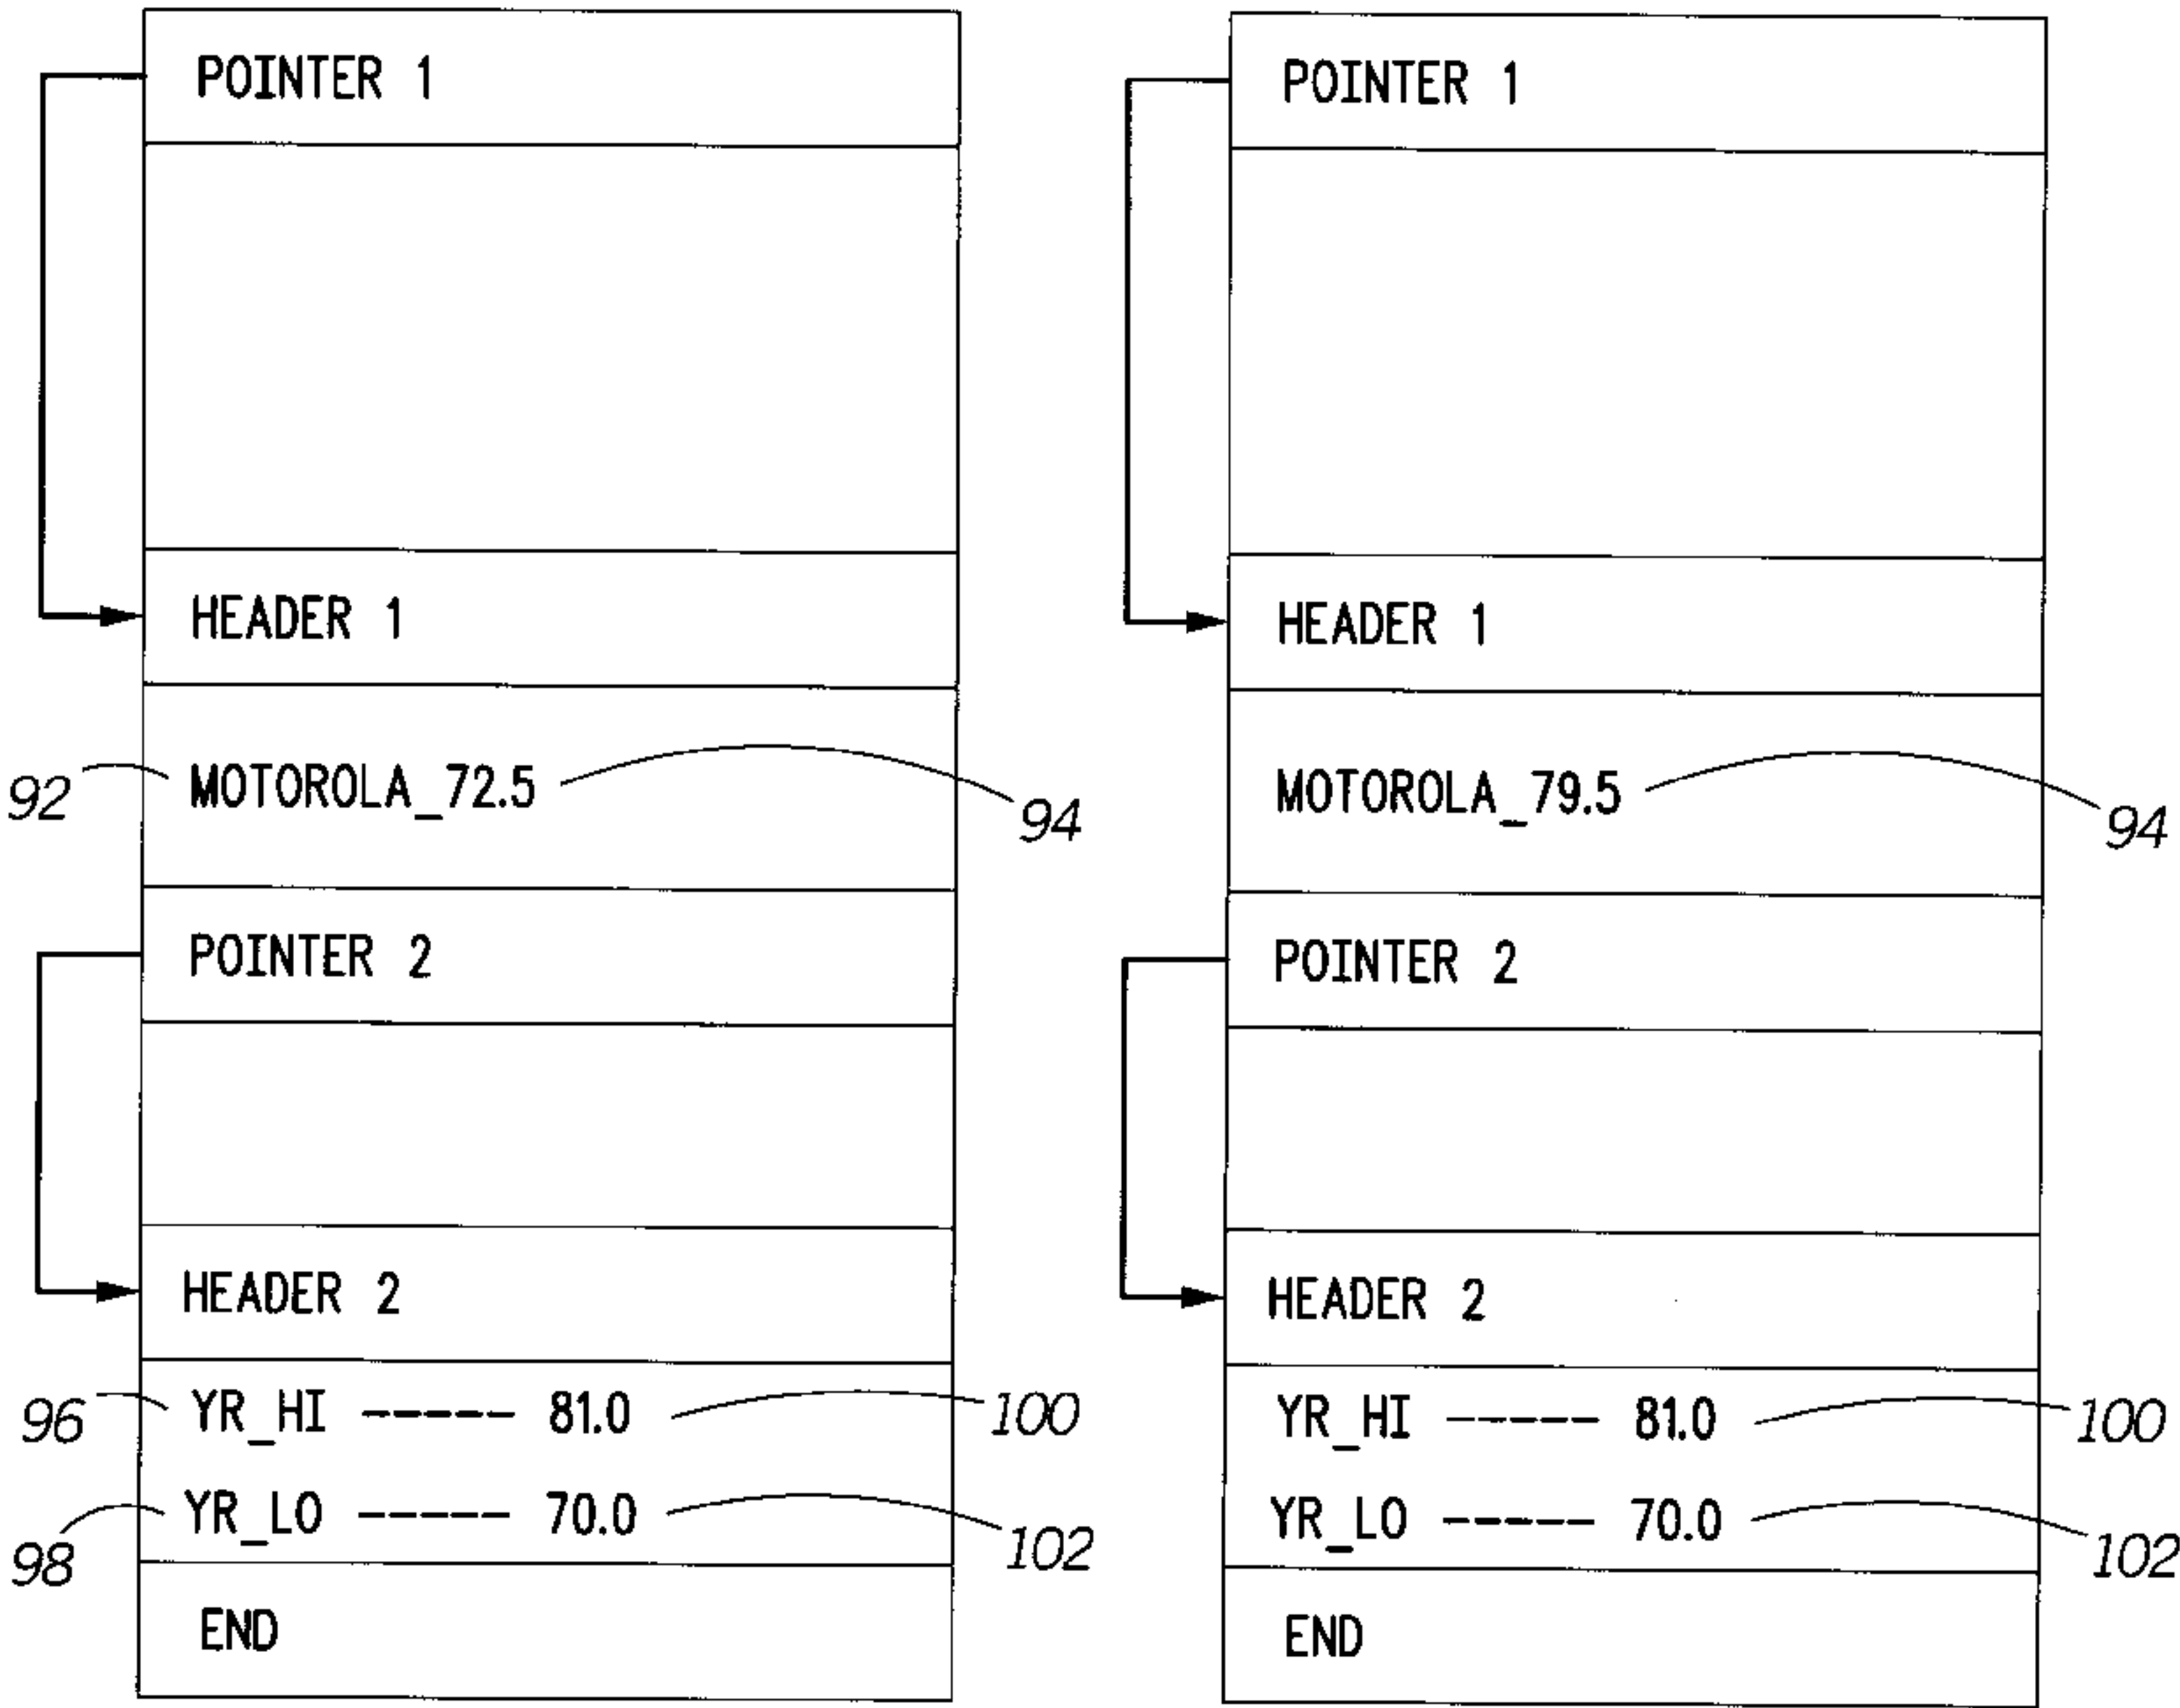 POINTER 1
HEADER 1
92 MOTOROLA_72.5 94
POINTER 2
HEADER 2
96 YR_HI ----- 81.0 100
98 YR_LO ----- 70.0 102
END
POINTER 1
HEADER 1
MOTOROLA_79.5 94
POINTER 2
HEADER 2
YR_HI ----- 81.0 100
YR_LO ----- 70.0 102
END